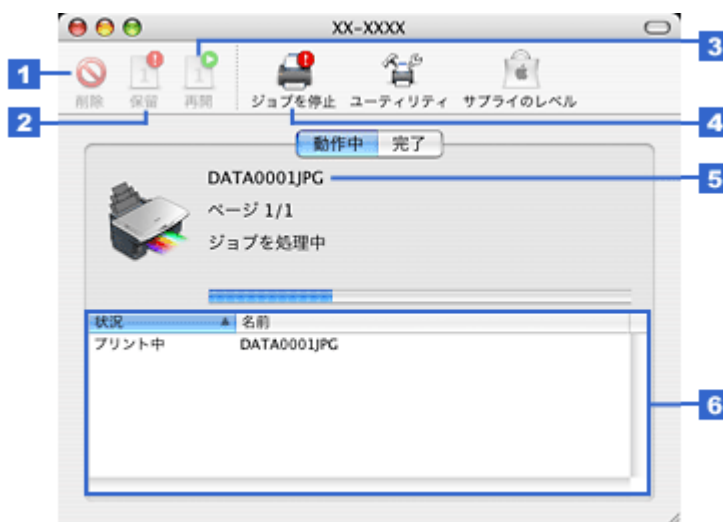 XX-XXXX
1
2
3
4
5
6
削除 保留 再開 ジョブを停止 ユーティリティ サプライのレベル
動作中 完了
DATA0001JPG
ページ 1/1
ジョブを処理中
状況 名前
プリント中 DATA0001JPG